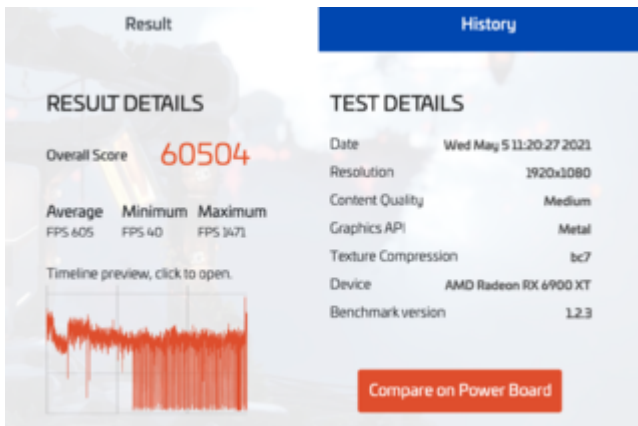 Result
History
RESULT DETAILS
Overall Score 60504
Average Minimum Maximum
FPS 605 FPS 40 FPS 1471
Timeline preview, click to open.
TEST DETAILS
Date Wed May 5 11:20:27 2021
Resolution 1920x1080
Content Quality Medium
Graphics API Metal
Texture Compression bc7
Device AMD Radeon RX 6900 XT
Benchmark version 1.2.3
Compare on Power Board